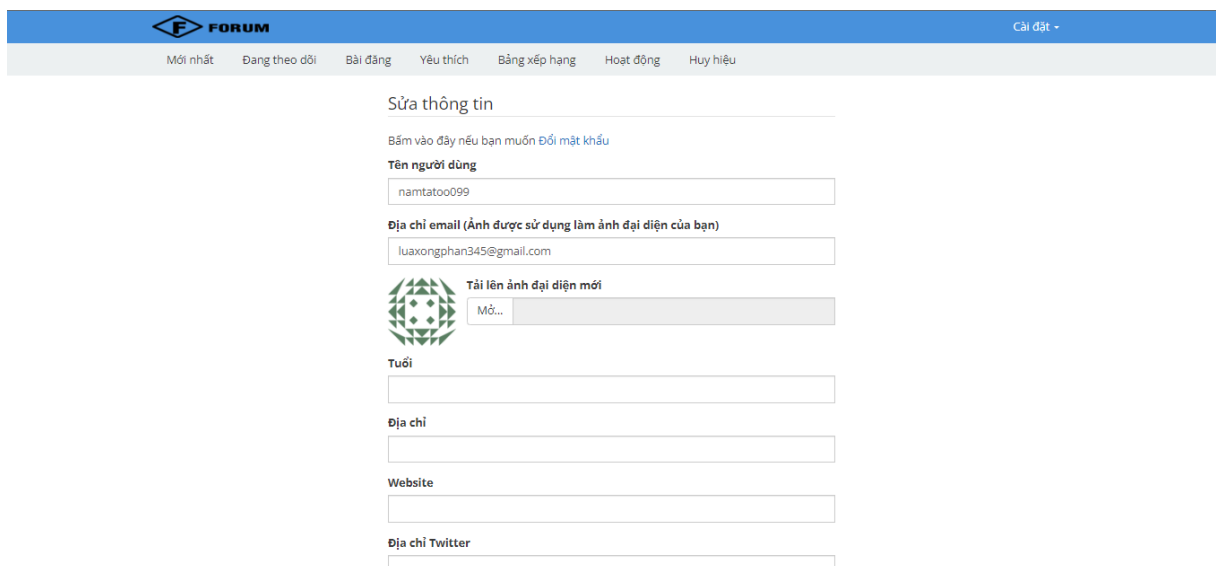 F FORUM
Cài đặt
Mới nhất Đang theo dõi Bài đăng Yêu thích Bảng xếp hạng Hoạt động Huy hiệu
Sửa thông tin
Bấm vào đây nếu bạn muốn Đổi mật khẩu
Tên người dùng
namtatoo099
Địa chỉ email (Ảnh được sử dụng làm ảnh đại diện của bạn)
luaxongphan345@gmail.com
Tải lên ảnh đại diện mới
Mở...
Tuổi
Địa chỉ
Website
Địa chỉ Twitter